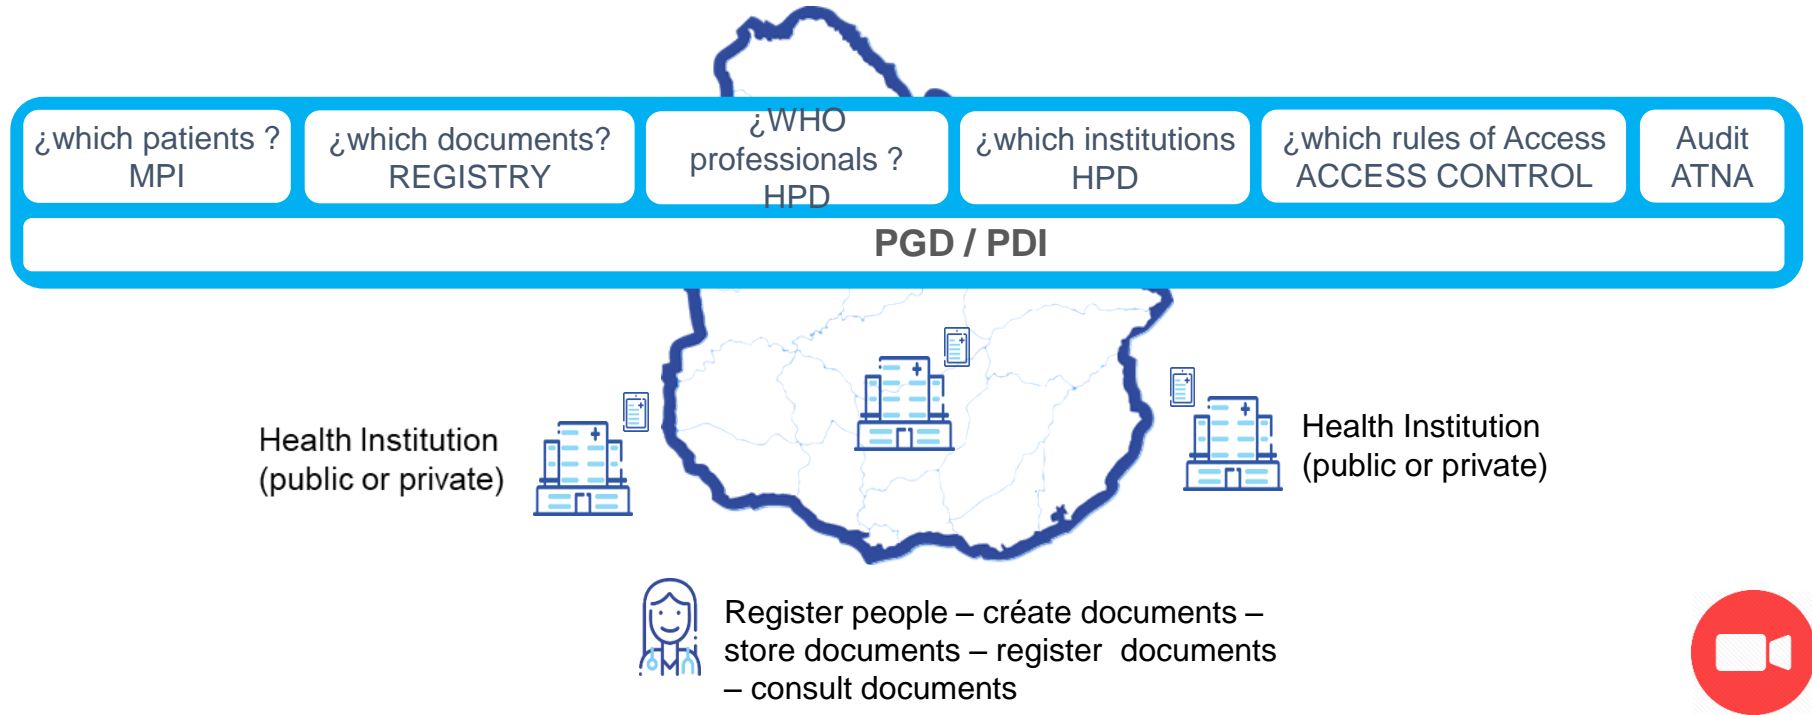 ¿which patients ?
MPI
¿which documents?
REGISTRY
¿WHO
professionals ?
HPD
¿which institutions
HPD
¿which rules of Access
ACCESS CONTROL
Audit
ATNA
PGD / PDI
Health Institution
(public or private)
Health Institution
(public or private)
Register people – créate documents –
store documents – register  documents
– consult documents